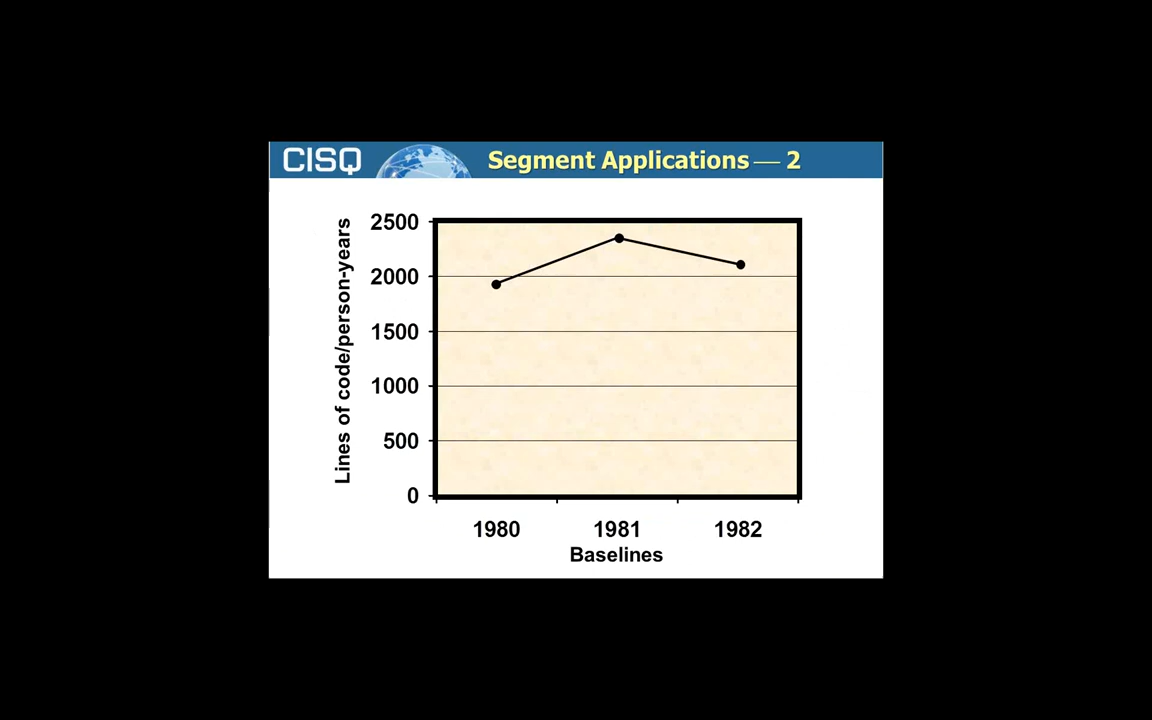 CISQ
Segment Applications — 2
Lines of code/person-years
2500
2000
1500
1000
500
0
1980 1981 1982
Baselines